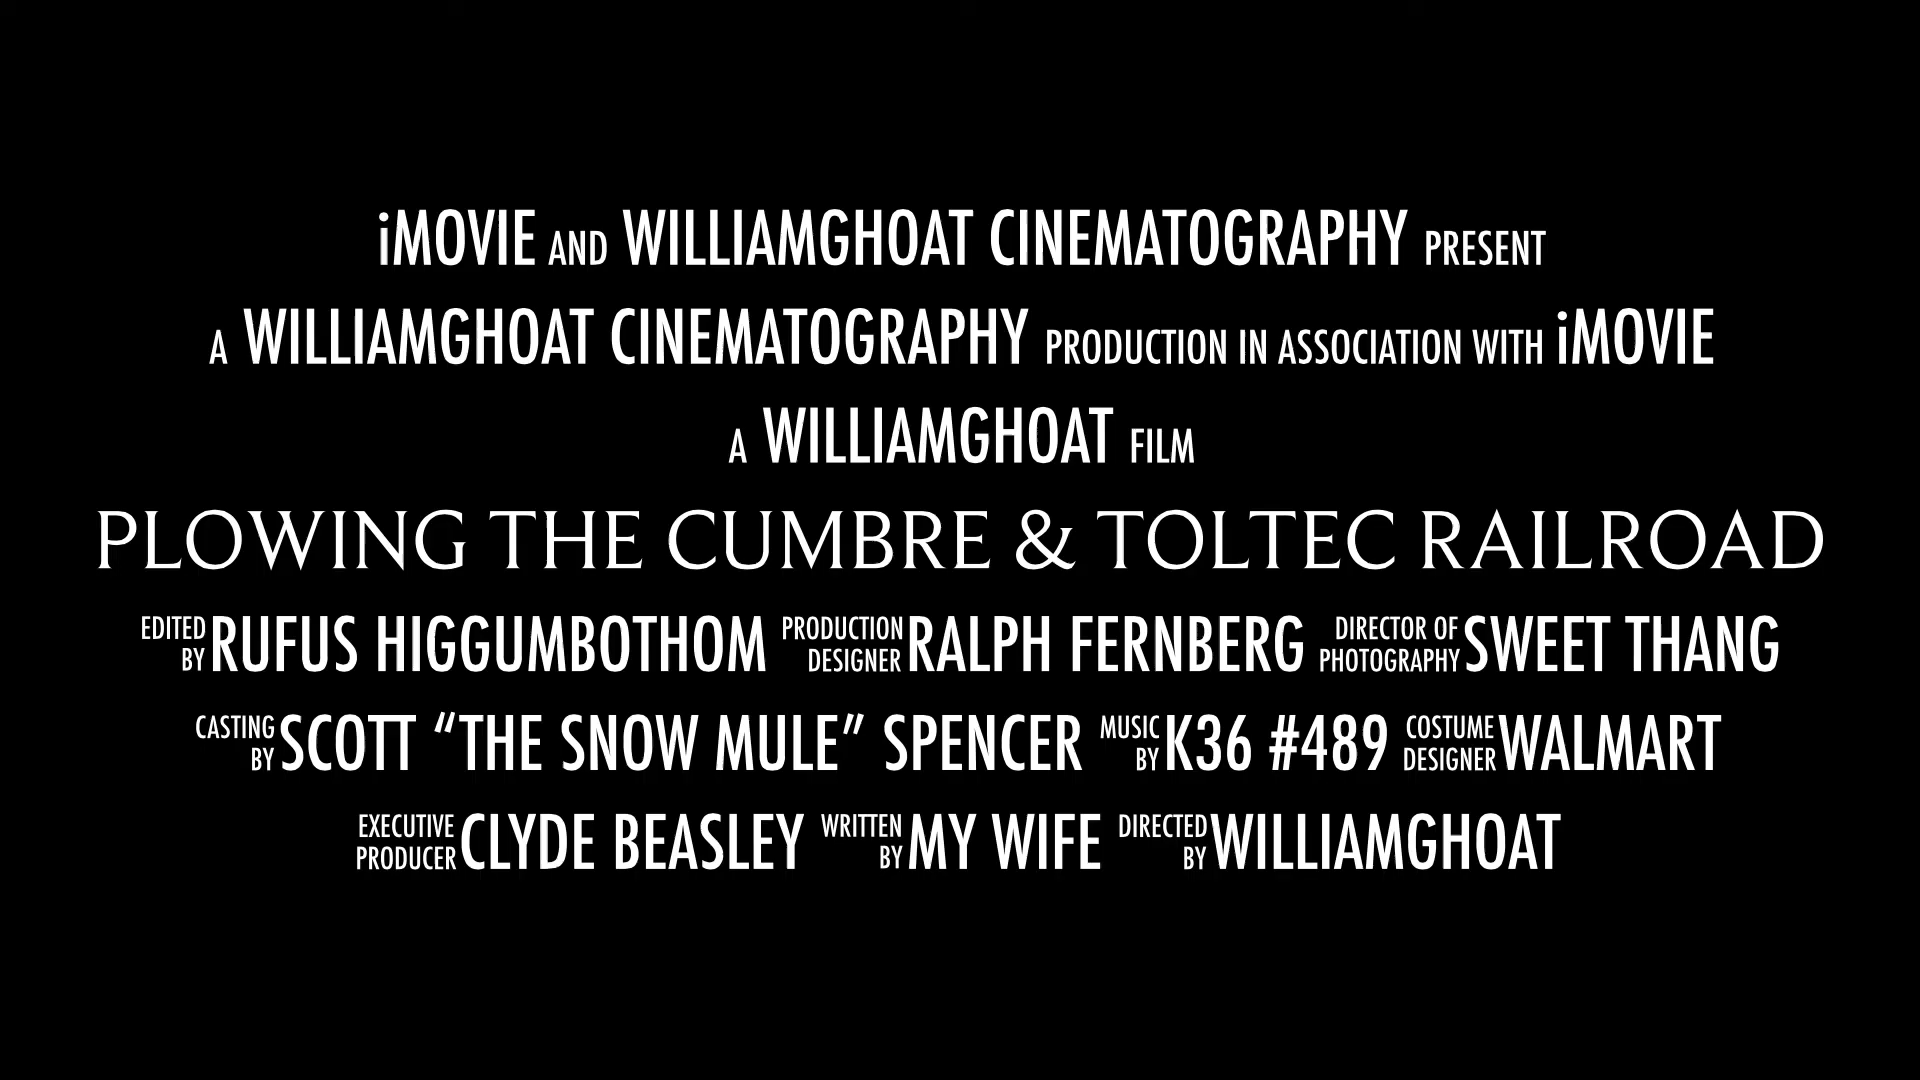 iMOVIE AND WILLIAMGHOAT CINEMATOGRAPHY PRESENT
A WILLIAMGHOAT CINEMATOGRAPHY PRODUCTION IN ASSOCIATION WITH iMOVIE
A WILLIAMGHOAT FILM
PLOWING THE CUMBRE & TOLTEC RAILROAD
EDITED BY RUFUS HIGGUMBOTHOM PRODUCTION DESIGNER RALPH FERNBERG DIRECTOR OF PHOTOGRAPHY SWEET THANG
CASTING BY SCOTT “THE SNOW MULE” SPENCER MUSIC BY K36 #489 COSTUME DESIGNER WALMART
EXECUTIVE PRODUCER CLYDE BEASLEY WRITTEN BY MY WIFE DIRECTED BY WILLIAMGHOAT